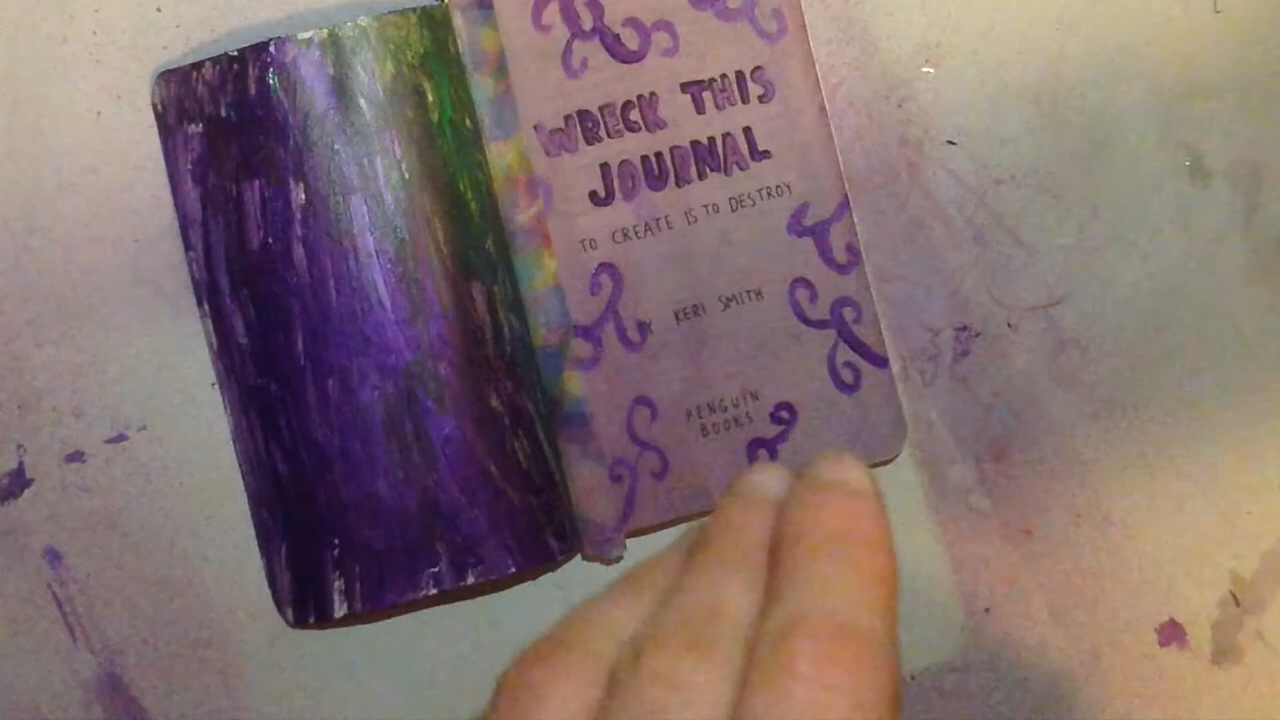 WRECK THIS
JOURNAL
TO CREATE IS TO DESTROY
Y KERI SMITH
PENGUIN
BOOKS